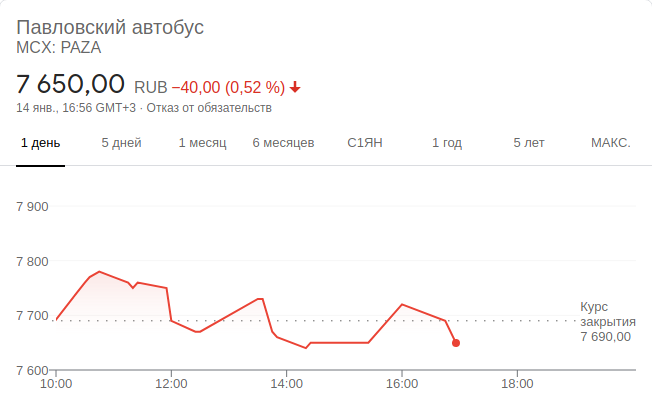 Павловский автобус
MCX: PAZA
7 650,00 RUB −40,00 (0,52 %)
14 янв., 16:56 GMT+3 · Отказ от обязательств
1 день 5 дней 1 месяц 6 месяцев С1ЯН 1 год 5 лет МАКС.
7 900
7 800
7 700
7 600
Курс
закрытия
7 690,00
10:00 12:00 14:00 16:00 18:00